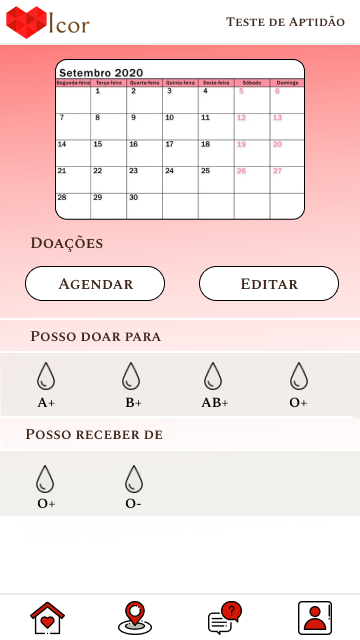 Icor
Teste de Aptidão
Setembro 2020
Segunda-feira Terça-feira Quarta-feira Quinta-feira Sexta-feira Sábado Domingo
1 2 3 4 5 6
7 8 9 10 11 12 13
14 15 16 17 18 19 20
21 22 23 24 25 26 27
28 29 30
Doações
Agendar Editar
Posso doar para
A+ B+ AB+ O+
Posso receber de
O+ O-
?